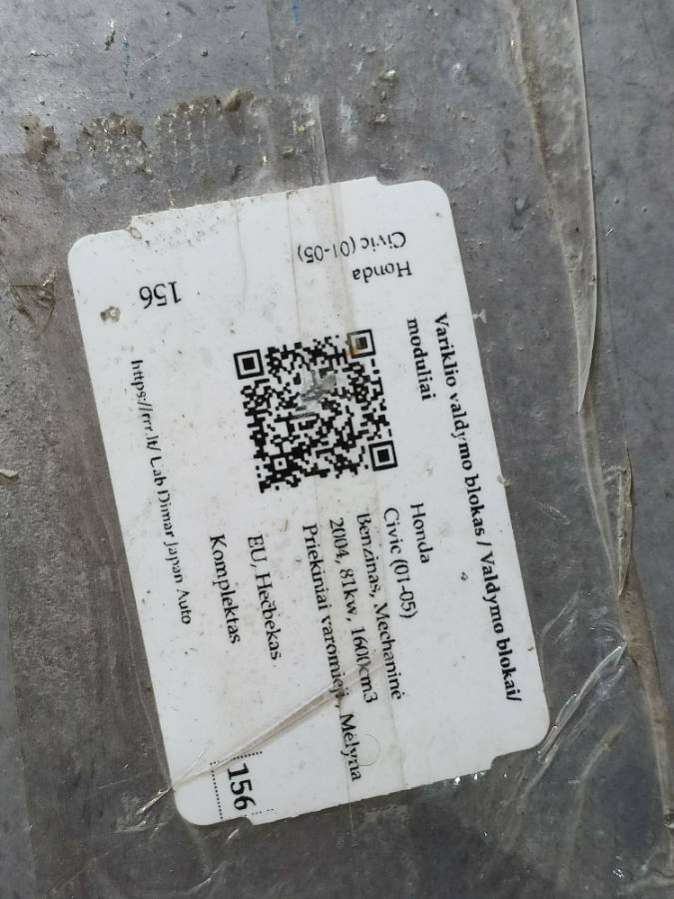 Honda
Civic (01-05)
156
Variklio valdymo blokas / Valdymo blokai/
moduliai
Honda
Civic (01-05)
Benzinas, Mechaninė
2004, 81kw, 1600cm3
Priekiniai varomieji, Mėlyna
EU, Hečbekas
Komplektas
https://rrr.lt/ Lab Dimar Japan Auto
156